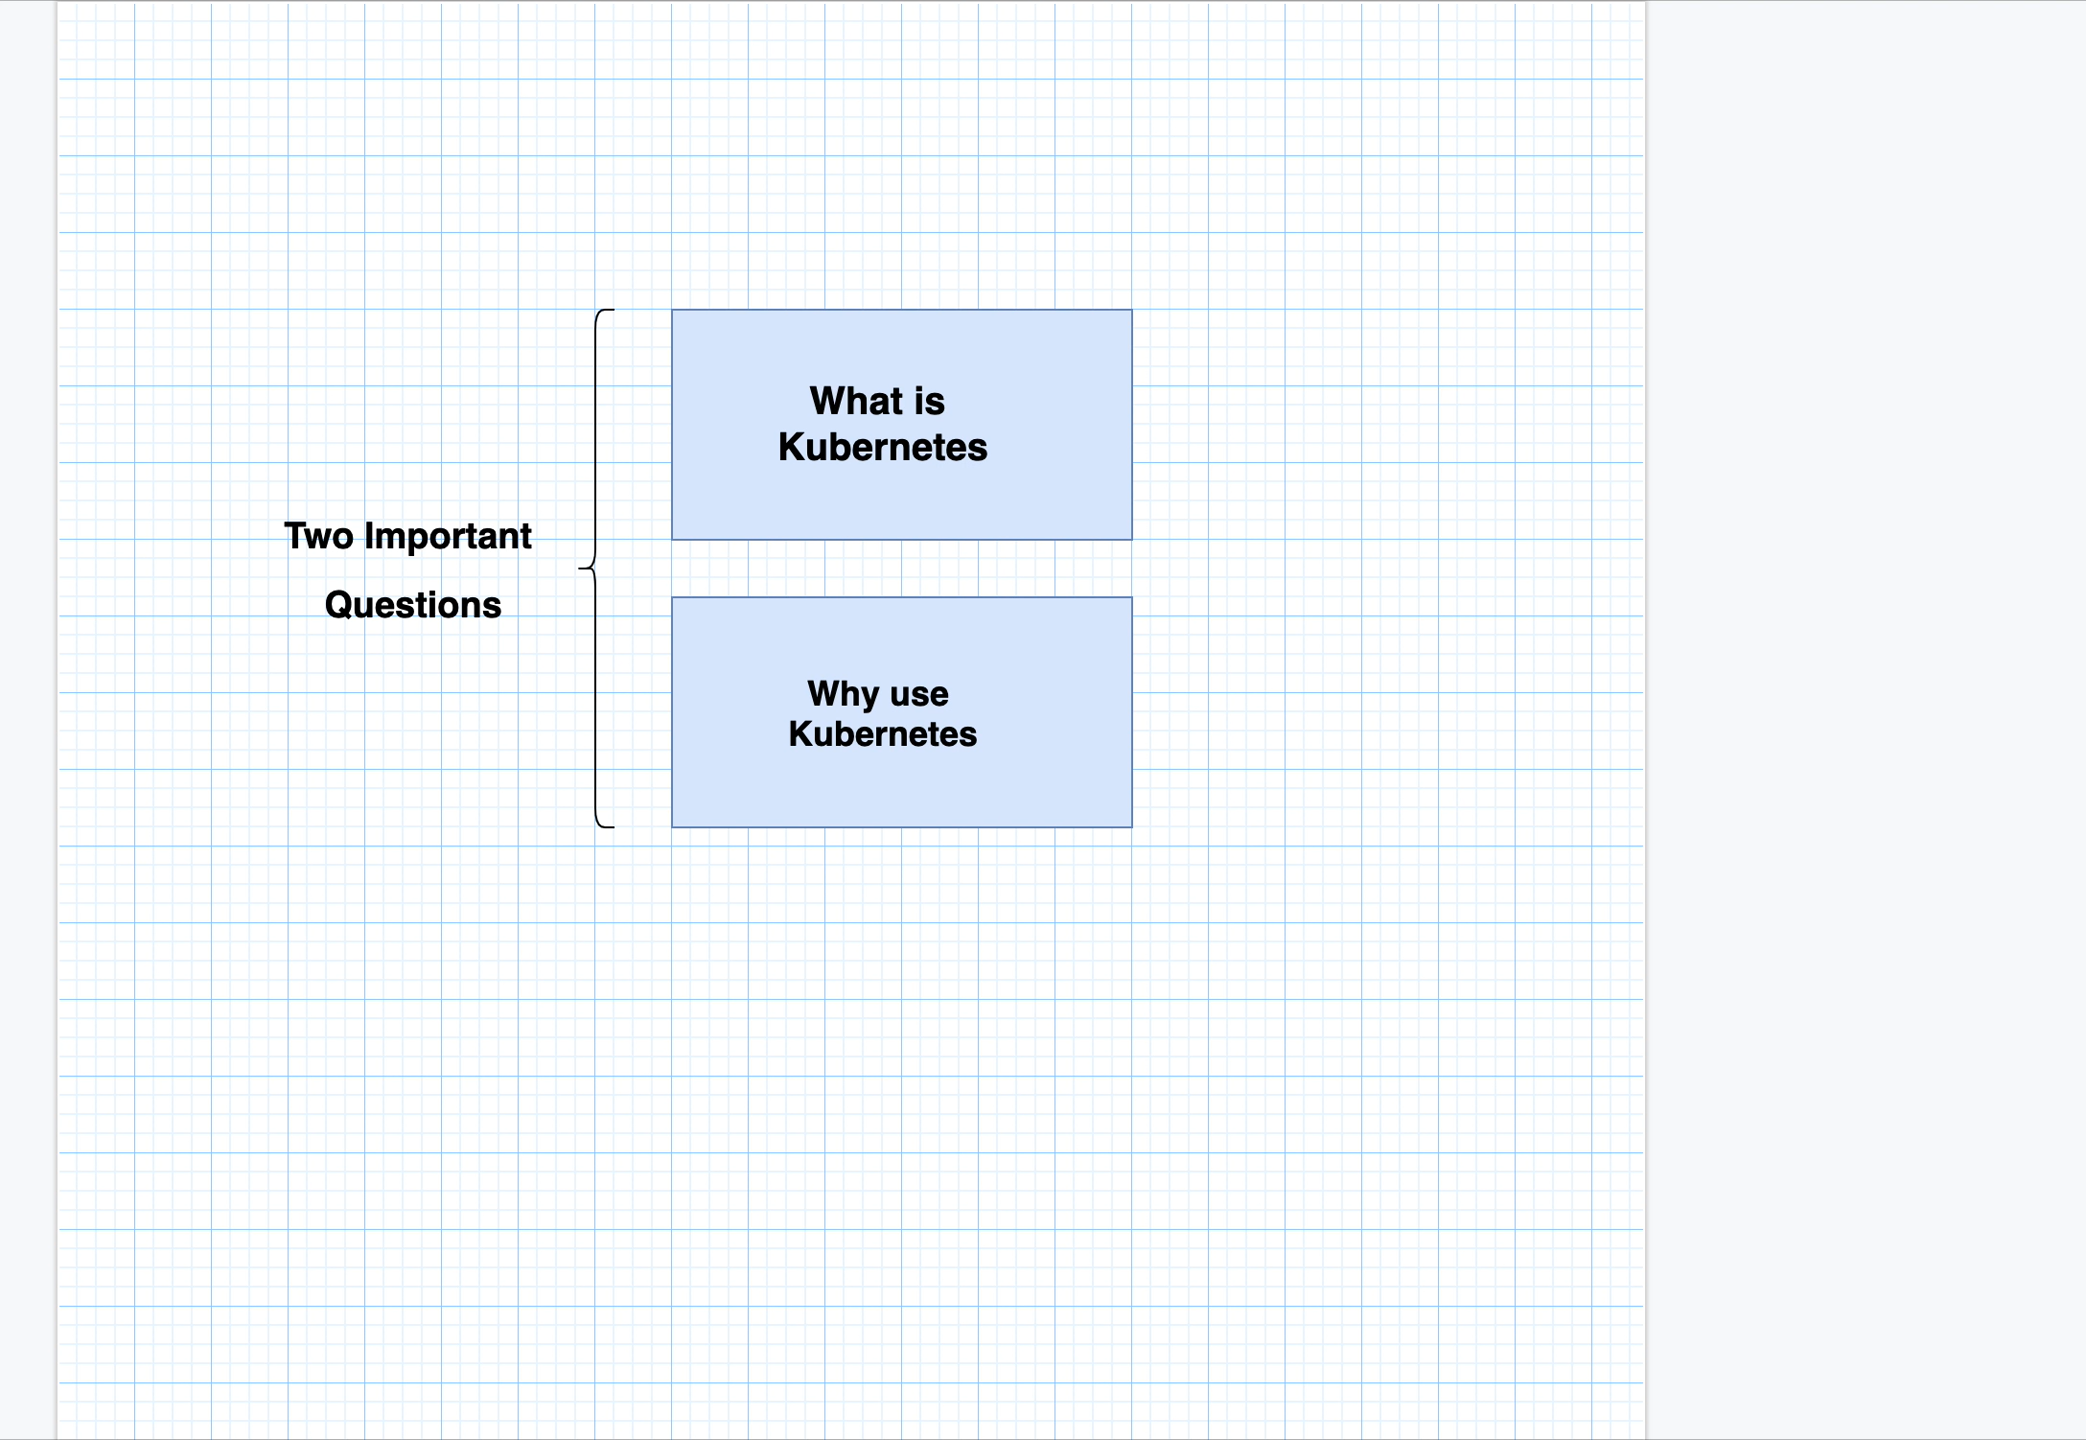 Two Important
Questions
What is
Kubernetes
Why use
Kubernetes